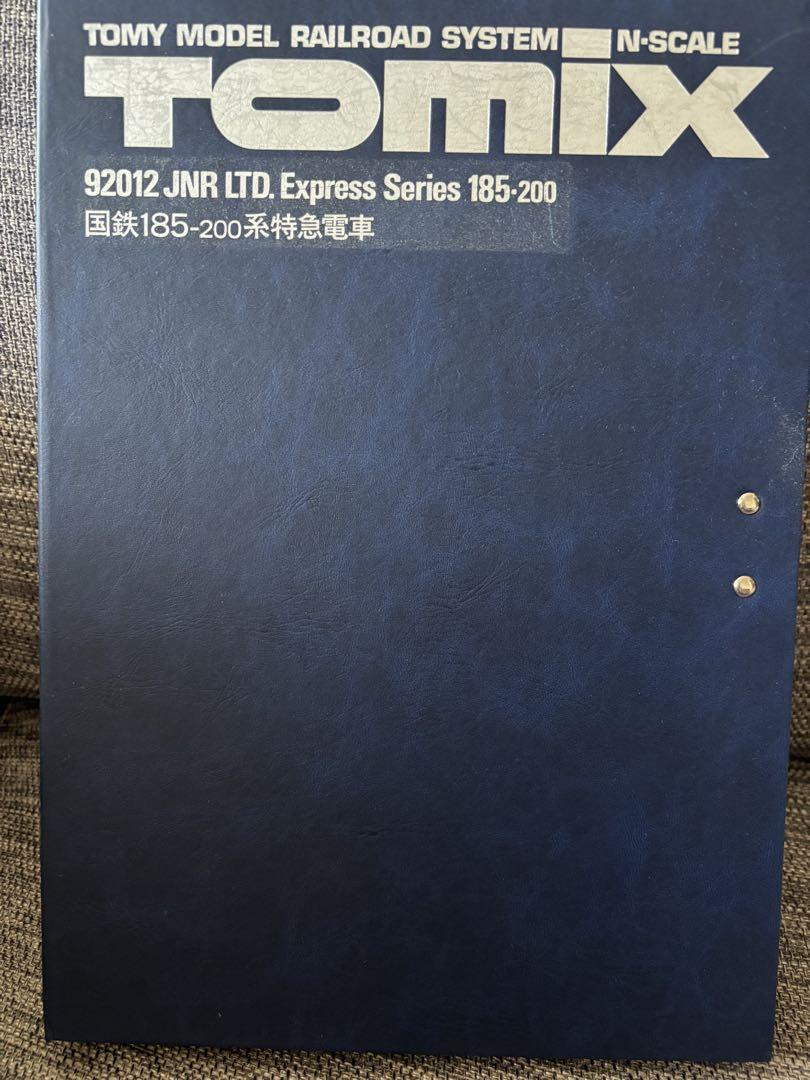 TOMY MODEL RAILROAD SYSTEM N-SCALE
TOMIX
92012 JNR LTD. Express Series 185-200
国鉄185-200系特急電車